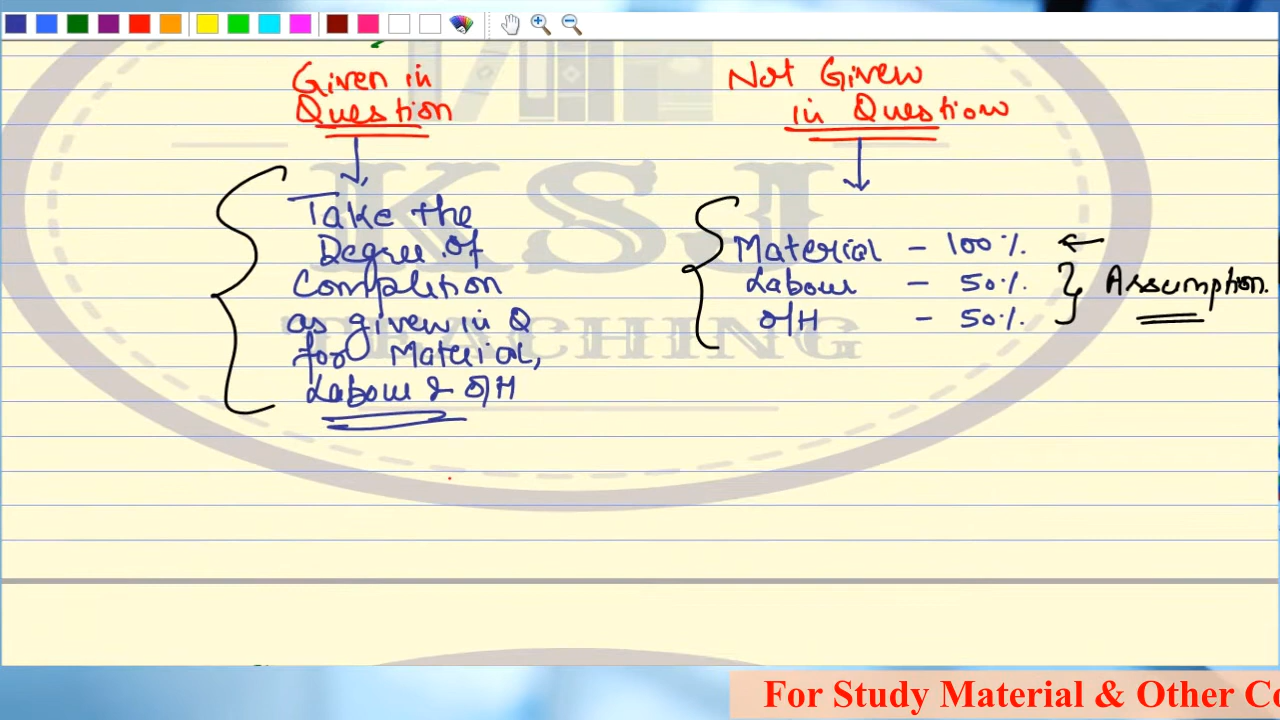 Given in
Question
Take the
Degree of
Completion
as given in Q
for Material,
Labour & O/H
Not Given
in Question
Material - 100%.
Labour - 50%.
O/H - 50%.
Assumption.
KSJ
TEACHING
For Study Material & Other Co